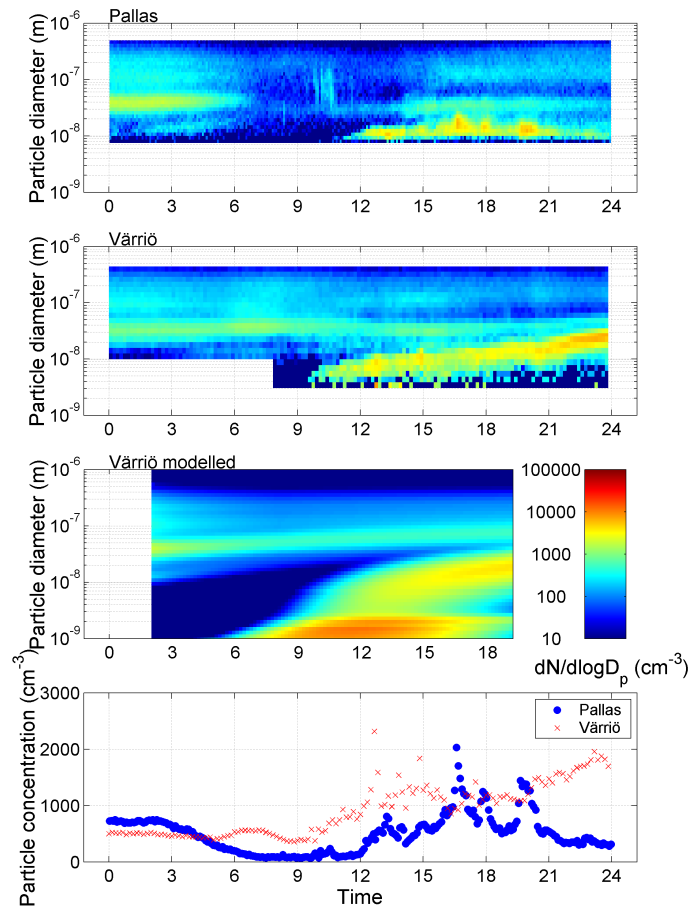 Pallas
Particle diameter (m)
10^-6
10^-7
10^-8
10^-9
0 3 6 9 12 15 18 21 24
Värriö
Particle diameter (m)
10^-6
10^-7
10^-8
10^-9
0 3 6 9 12 15 18 21 24
Värriö modelled
Particle diameter (m)
10^-6
10^-7
10^-8
10^-9
0 3 6 9 12 15 18
100000
10000
1000
100
10
dN/dlogD_p (cm^-3)
Particle concentration (cm^-3)
3000
2000
1000
0
Pallas
Värriö
0 3 6 9 12 15 18 21 24
Time